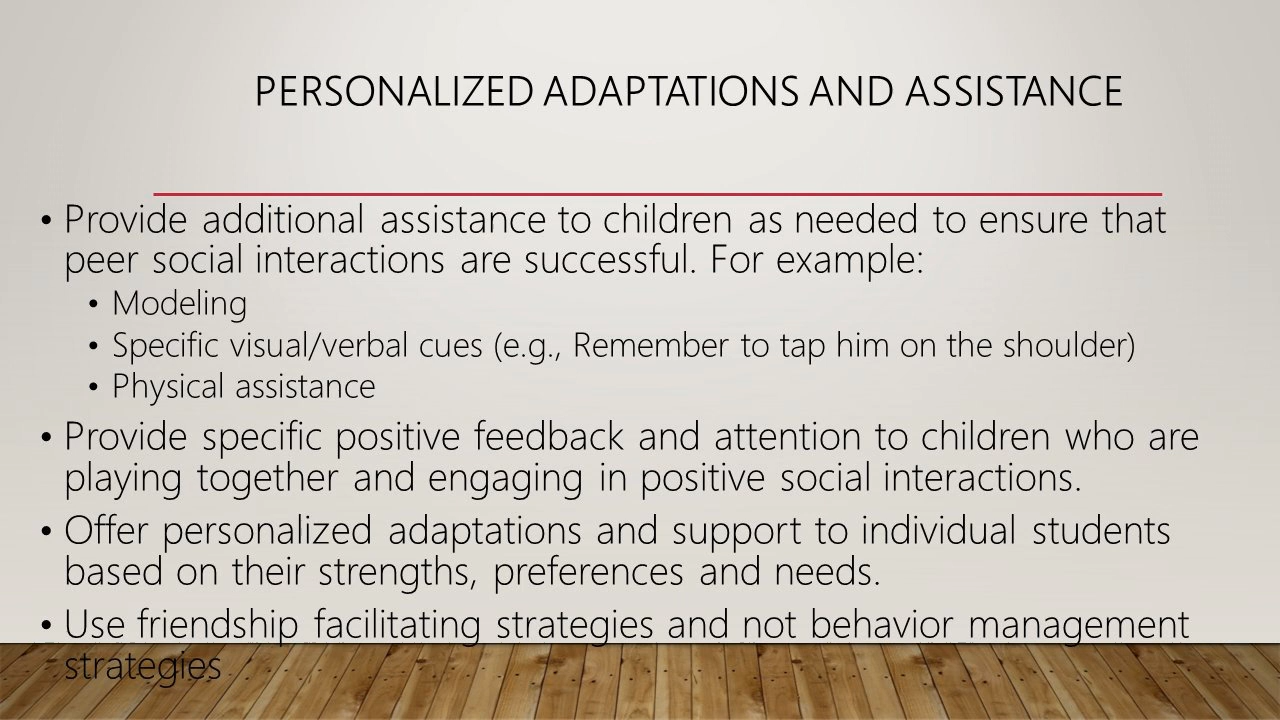 PERSONALIZED ADAPTATIONS AND ASSISTANCE
• Provide additional assistance to children as needed to ensure that
peer social interactions are successful. For example:
• Modeling
• Specific visual/verbal cues (e.g., Remember to tap him on the shoulder)
• Physical assistance
• Provide specific positive feedback and attention to children who are
playing together and engaging in positive social interactions.
• Offer personalized adaptations and support to individual students
based on their strengths, preferences and needs.
• Use friendship facilitating strategies and not behavior management
strategies